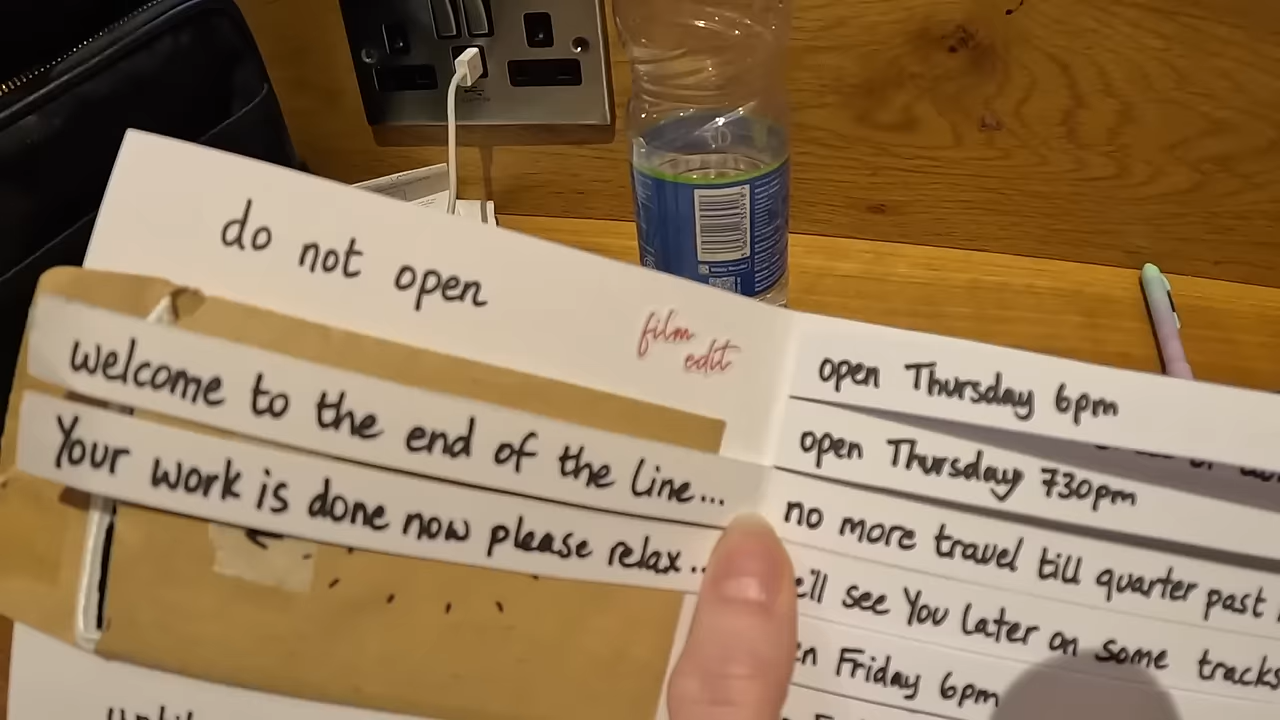 do not open
film
edit
welcome to the end of the line...
Your work is done now please relax..
open Thursday 6pm
open Thursday 730pm
no more travel till quarter past
see You later on some tracks
Friday 6pm
until